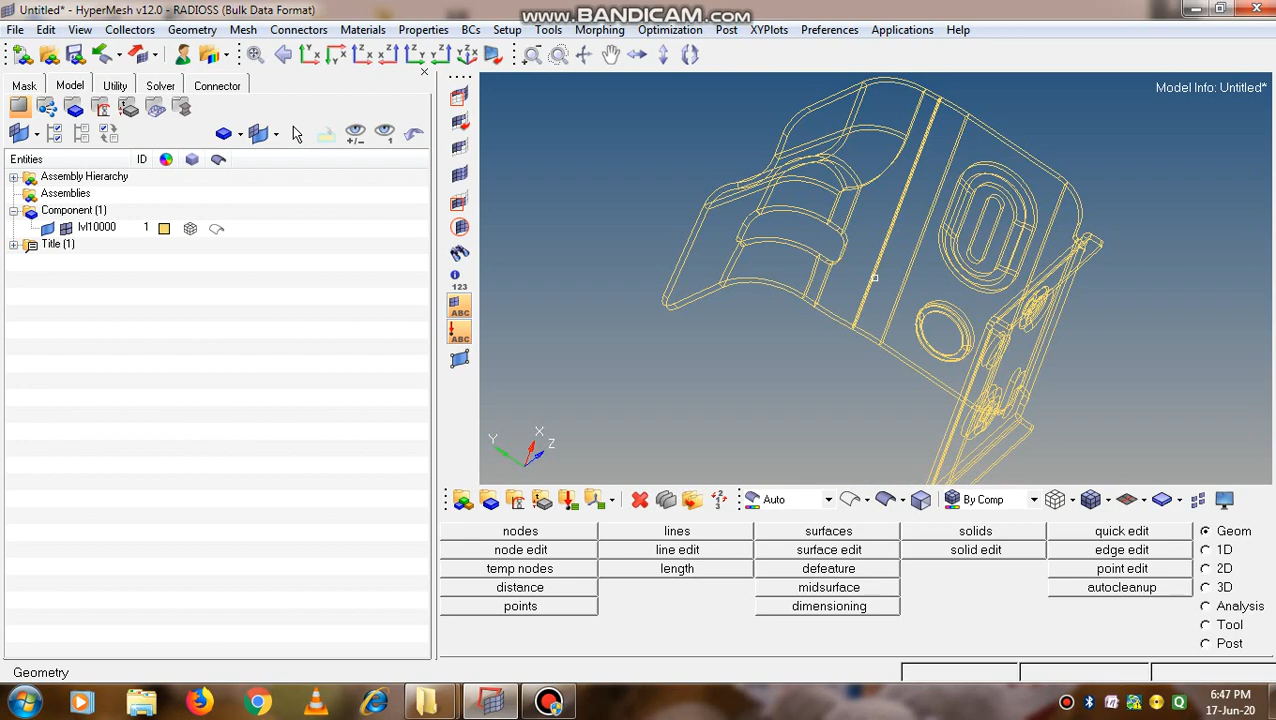 Untitled* - HyperMesh v12.0 - RADIOSS (Bulk Data Format)
www.BANDICAM.com
File Edit View Collectors Geometry Mesh Connectors Materials Properties BCs Setup Tools Morphing Optimization Post XYPlots Preferences Applications Help
Mask Model Utility Solver Connector
Model Info: Untitled*
Entities ID
Assembly Hierarchy
Assemblies
Component (1)
lvl10000 1
Title (1)
123
ABC
ABC
X
Y Z
Auto By Comp
nodes lines surfaces solids quick edit Geom
node edit line edit surface edit solid edit edge edit 1D
temp nodes length defeature point edit 2D
distance midsurface autocleanup 3D
points dimensioning Analysis
Tool
Post
Geometry
6:47 PM
17-Jun-20